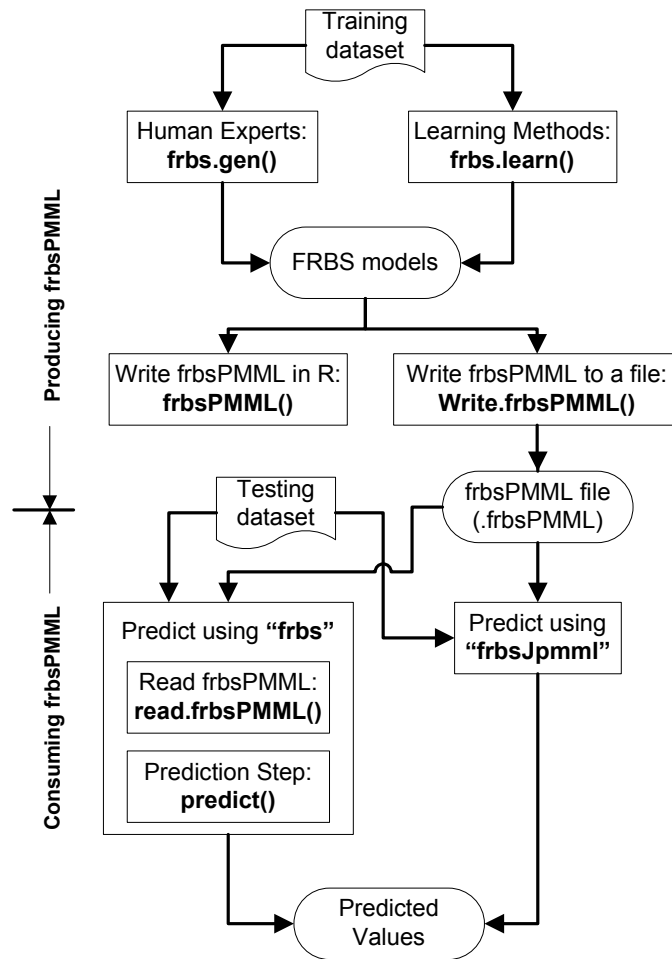 Training
dataset
Human Experts:
frbs.gen()
Learning Methods:
frbs.learn()
FRBS models
Producing frbsPMML
Write frbsPMML in R:
frbsPMML()
Write frbsPMML to a file:
Write.frbsPMML()
Testing
dataset
frbsPMML file
(.frbsPMML)
Consuming frbsPMML
Predict using “frbs”
Read frbsPMML:
read.frbsPMML()
Prediction Step:
predict()
Predict using
“frbsJpmml”
Predicted
Values